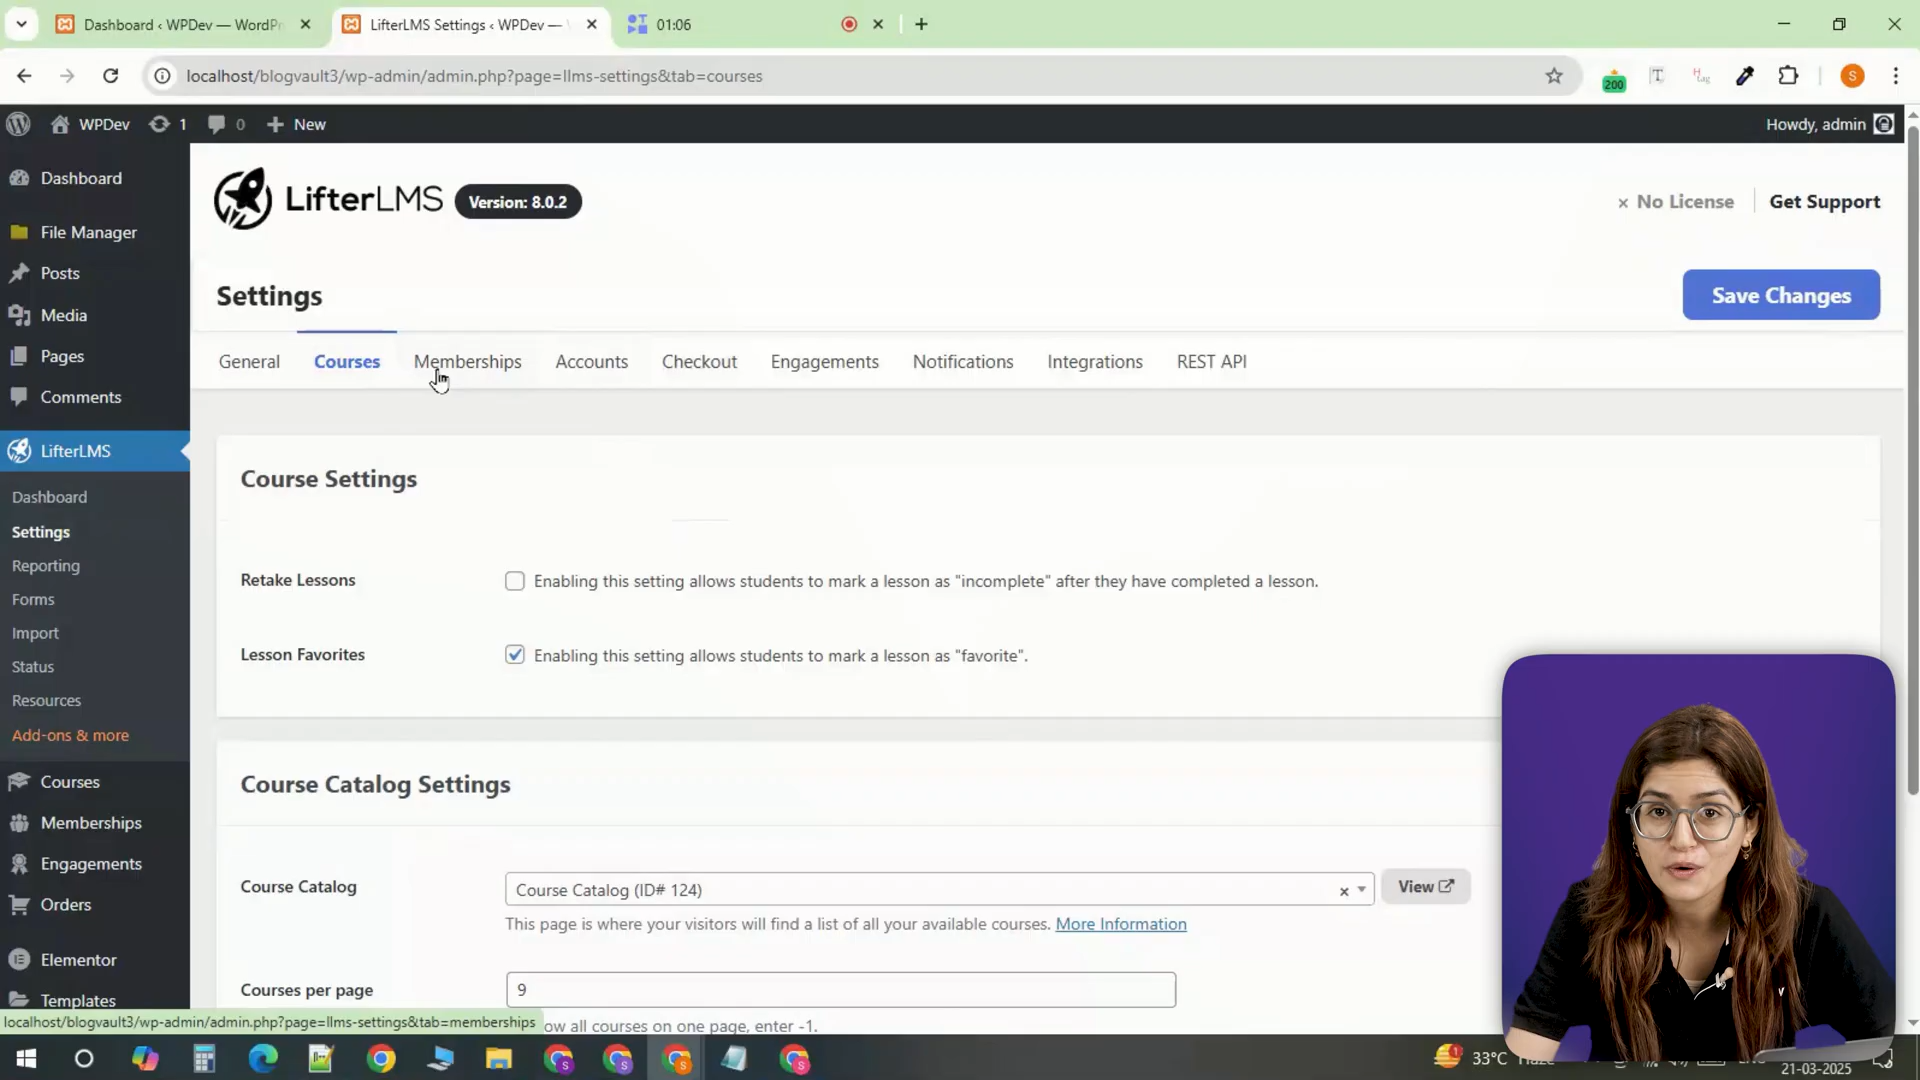 Dashboard ‹ WPDev — WordPr
LifterLMS Settings ‹ WPDev —
01:06
localhost/blogvault3/wp-admin/admin.php?page=llms-settings&tab=courses
200
S
WPDev
1
0
New
Howdy, admin
Dashboard
File Manager
Posts
Media
Pages
Comments
LifterLMS
Dashboard
Settings
Reporting
Forms
Import
Status
Resources
Add-ons & more
Courses
Memberships
Engagements
Orders
Elementor
Templates
LifterLMS
Version: 8.0.2
× No License
Get Support
Settings
Save Changes
General
Courses
Memberships
Accounts
Checkout
Engagements
Notifications
Integrations
REST API
Course Settings
Retake Lessons
Enabling this setting allows students to mark a lesson as "incomplete" after they have completed a lesson.
Lesson Favorites
Enabling this setting allows students to mark a lesson as "favorite".
Course Catalog Settings
Course Catalog
Course Catalog (ID# 124)
View
This page is where your visitors will find a list of all your available courses. More Information
Courses per page
9
ow all courses on one page, enter -1.
localhost/blogvault3/wp-admin/admin.php?page=llms-settings&tab=memberships
33°C
21-03-2025